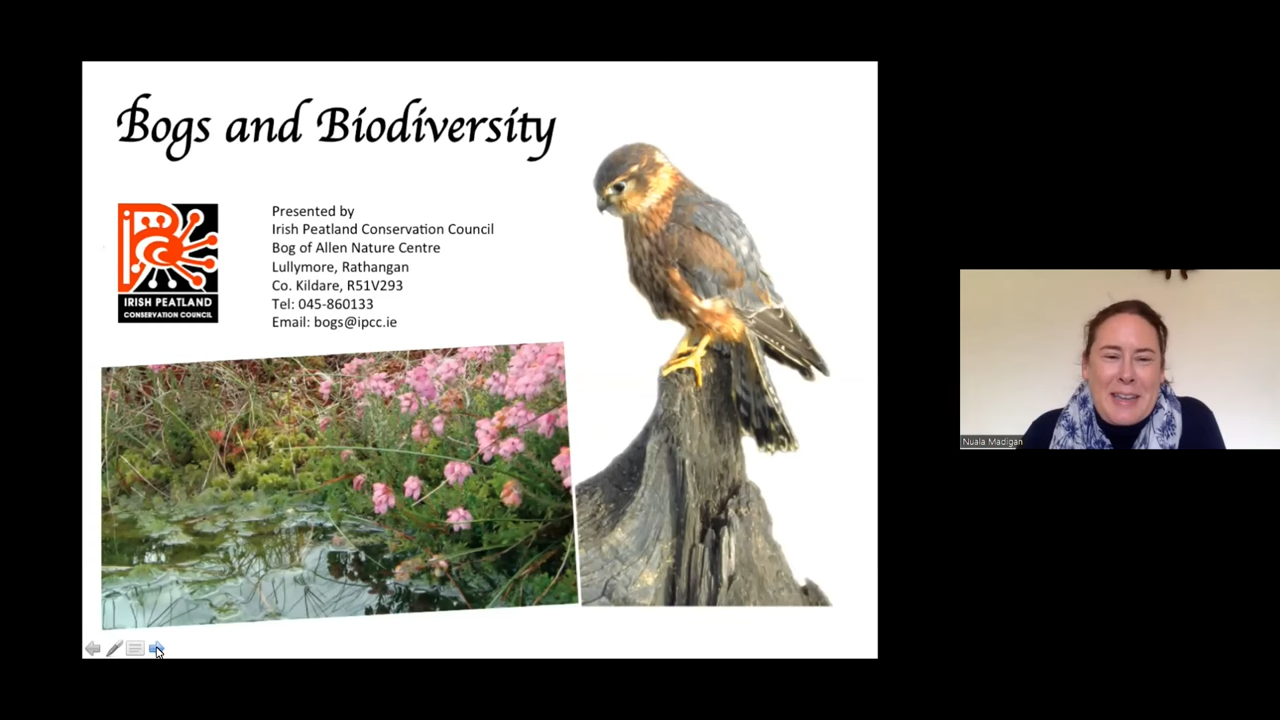 Bogs and Biodiversity
Presented by
Irish Peatland Conservation Council
Bog of Allen Nature Centre
Lullymore, Rathangan
Co. Kildare, R51V293
Tel: 045-860133
Email: bogs@ipcc.ie
IPCC
IRISH PEATLAND
CONSERVATION COUNCIL
Nuala Madigan